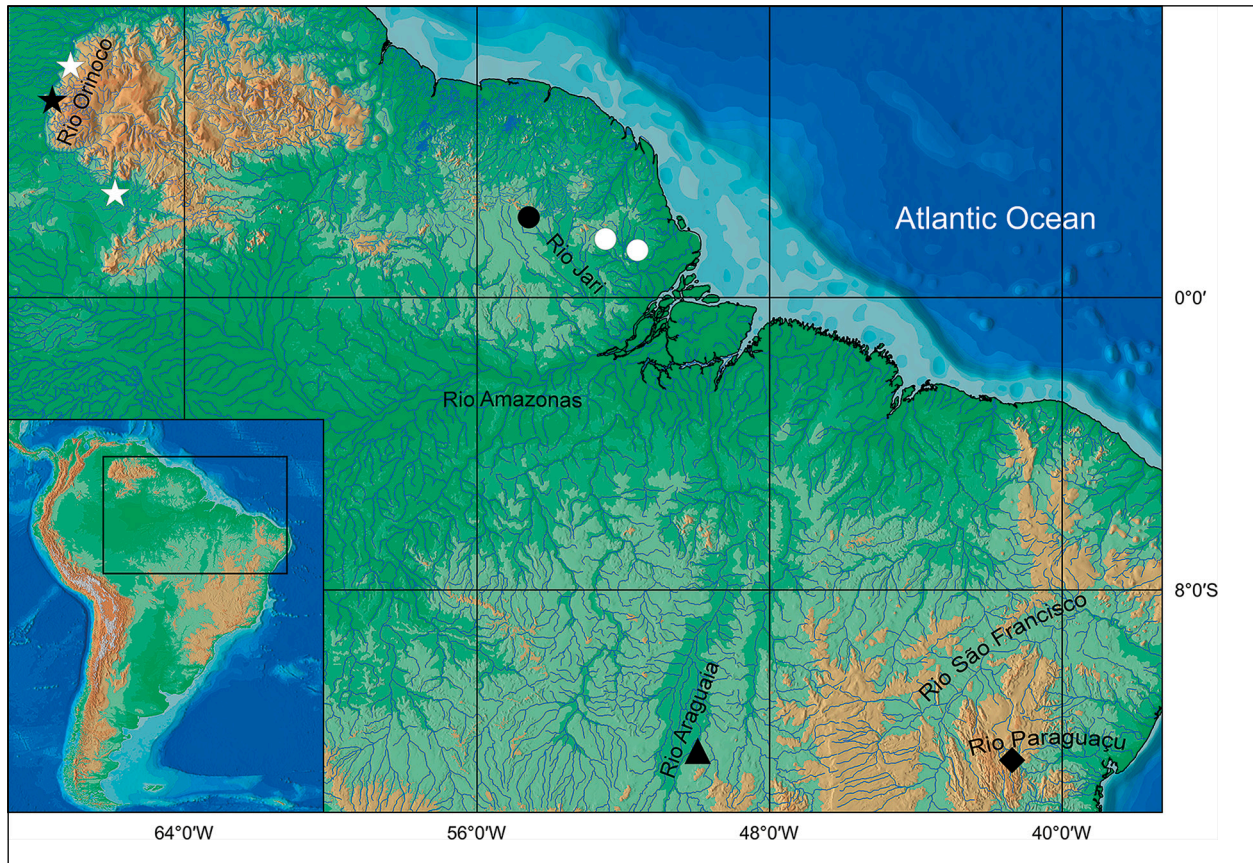 Rio Orinoco
Atlantic Ocean
Rio Jari
0°0′
Rio Amazonas
8°0′S
Rio São Francisco
Rio Araguaia
Rio Paraguaçu
64°0′W
56°0′W
48°0′W
40°0′W